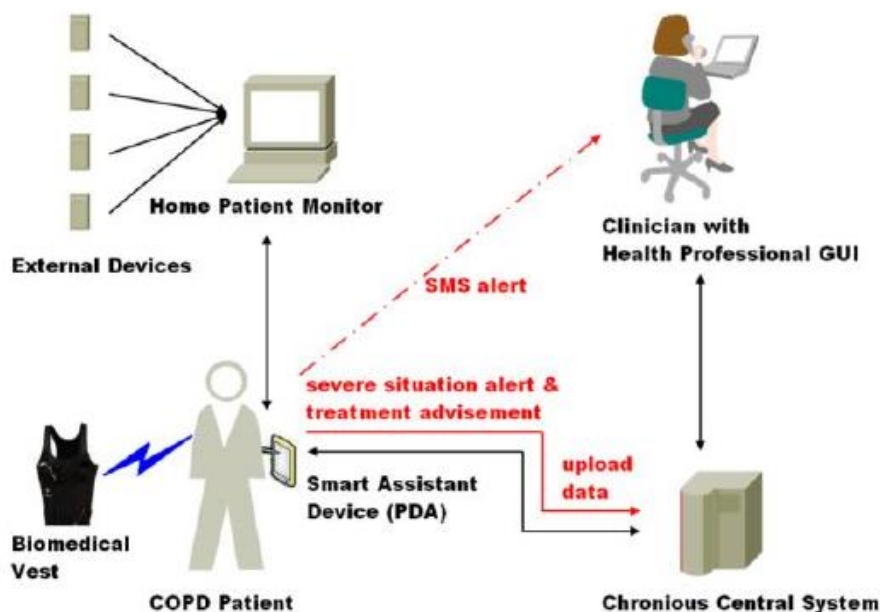 Home Patient Monitor
External Devices
Clinician with
Health Professional GUI
SMS alert
severe situation alert &
treatment advisement
upload
data
Smart Assistant
Device (PDA)
Biomedical
Vest
COPD Patient
Chronious Central System